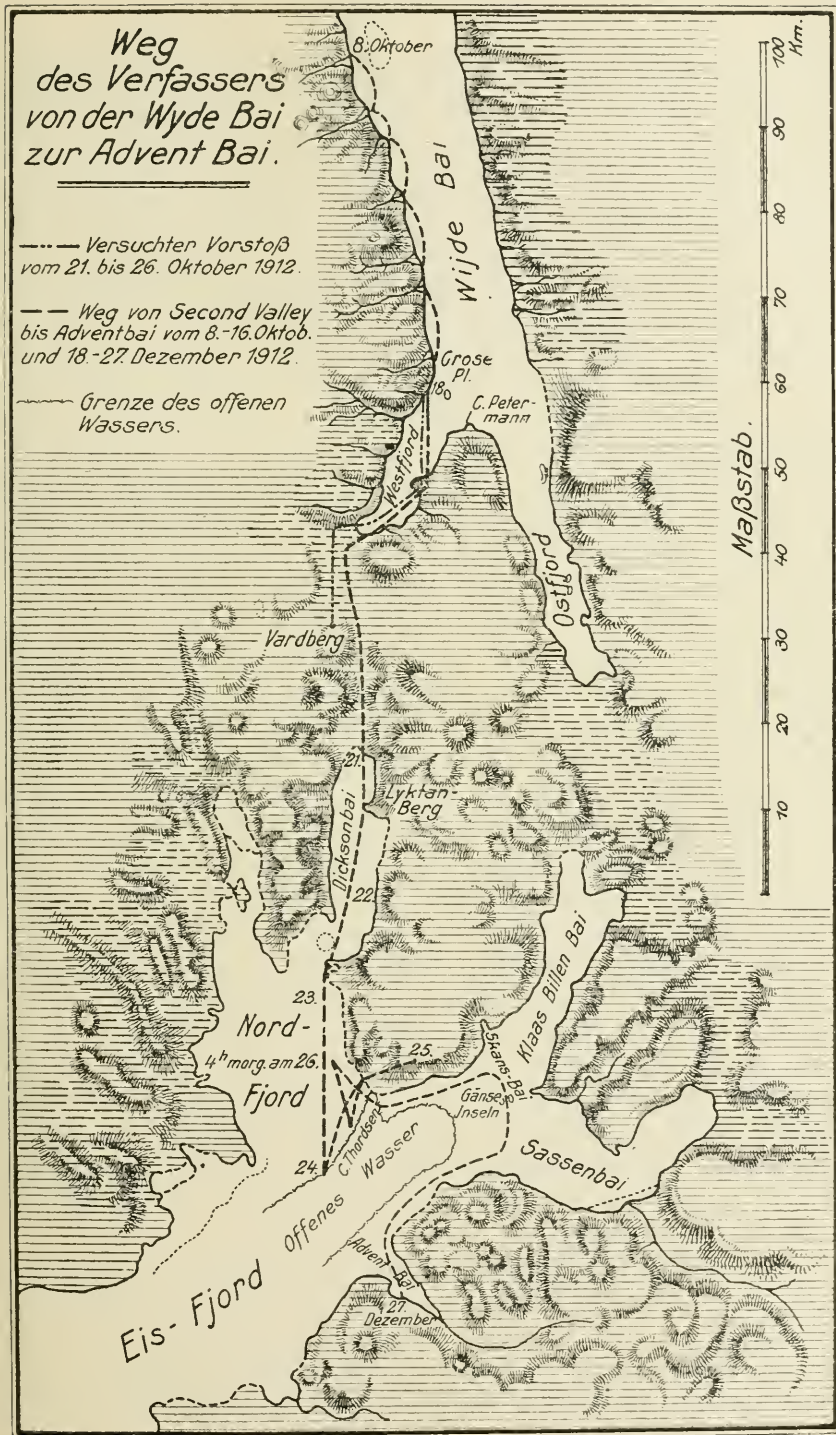 Weg
des Verfassers
von der Wyde Bai
zur Advent Bai.
Versuchter Vorstoß
vom 21. bis 26. Oktober 1912.
Weg von Second Valley
bis Adventbai vom 8.-16. Oktob.
und 18.-27. Dezember 1912.
Grenze des offenen
Wassers.
8. Oktober
Wijde Bai
Grose
Pl.
180
C. Peter-
mann
Westfjord
Ostfjord
Vardberg
21.
Lyktan-
Berg
Dicksonbai
22.
23.
Nord-
4h morg. am 26.
Fjord
24.
25.
C. Thordsen
Skans-Bai
Klaas Billen Bai
Gänse
Inseln
Sassenbai
Offenes Wasser
Eis-Fjord
Advent Bai
27.
Dezember
Maßstab.
Km.
100
90
80
70
60
50
40
30
20
10